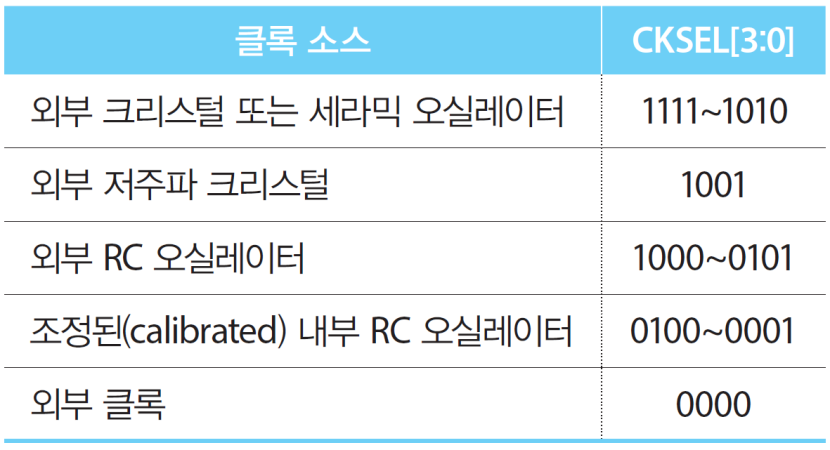 클록 소스 CKSEL[3:0]
외부 크리스털 또는 세라믹 오실레이터 1111~1010
외부 저주파 크리스털 1001
외부 RC 오실레이터 1000~0101
조정된(calibrated) 내부 RC 오실레이터 0100~0001
외부 클록 0000